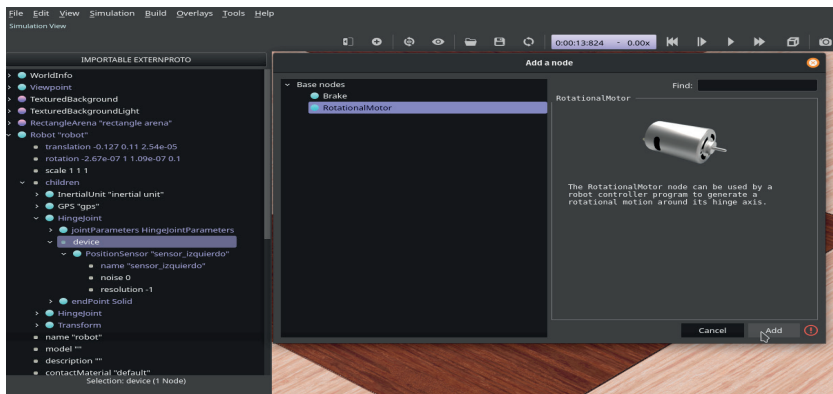 File Edit View Simulation Build Overlays Tools Help
Simulation View
0:00:13:824 - 0.00x
IMPORTABLE EXTERNPROTO
WorldInfo
Viewpoint
TexturedBackground
TexturedBackgroundLight
RectangleArena "rectangle arena"
Robot "robot"
translation -0.127 0.11 2.54e-05
rotation -2.67e-07 1 1.09e-07 0.1
scale 1 1 1
children
InertialUnit "inertial unit"
GPS "gps"
HingeJoint
jointParameters HingeJointParameters
device
PositionSensor "sensor_izquierdo"
name "sensor_izquierdo"
noise 0
resolution -1
endPoint Solid
HingeJoint
Transform
name "robot"
model ""
description ""
contactMaterial "default"
Selection: device (1 Node)
Add a node
Base nodes
Brake
RotationalMotor
Find:
RotationalMotor
The RotationalMotor node can be used by a
robot controller program to generate a
rotational motion around its hinge axis.
Cancel
Add